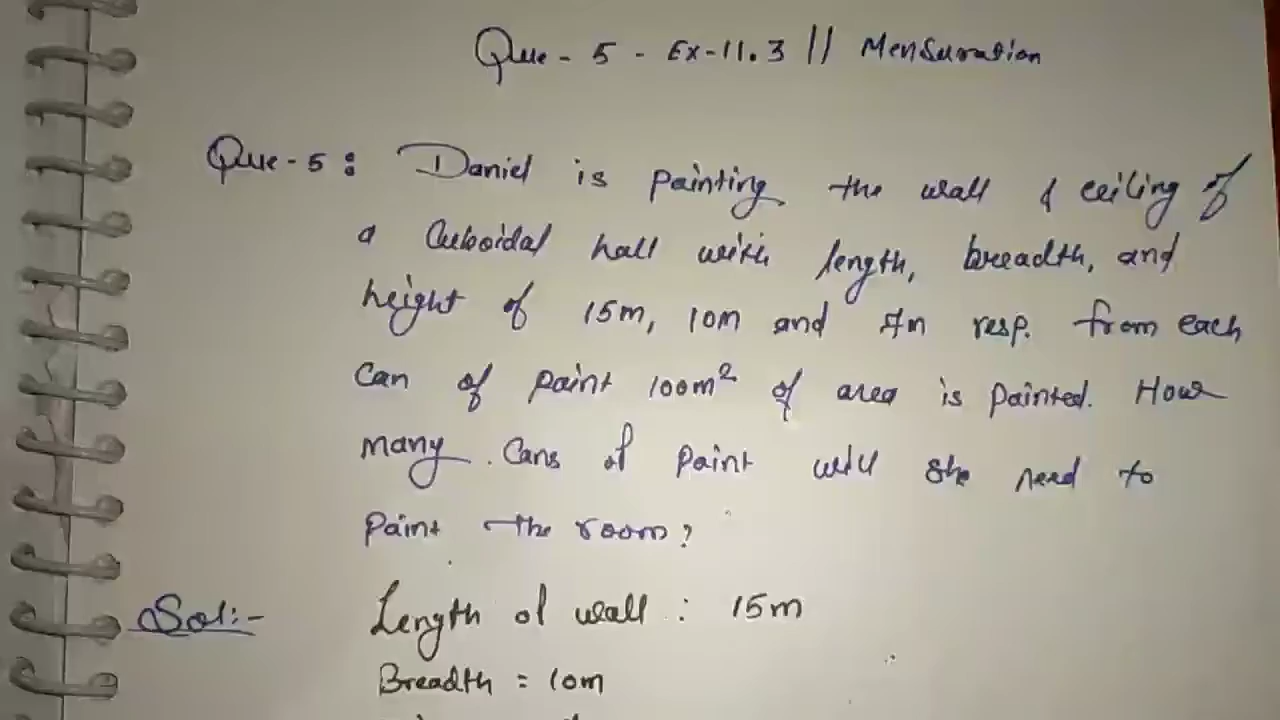 Que - 5 - Ex-11.3 || Mensuration
Que-5: Daniel is painting the wall & ceiling of
a Cuboidal hall with length, breadth, and
height of 15m, 10m and 7m resp. from each
Can of paint 100m² of area is painted. How
many Cans of paint will she need to
paint the room?
Sol:- Length of wall : 15m
Breadth = 10m